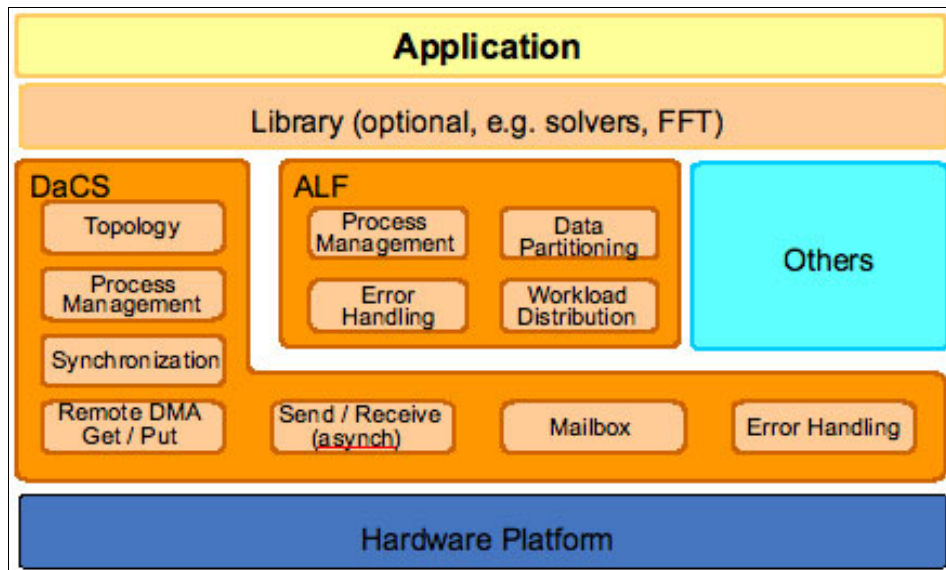 Application
Library (optional, e.g. solvers, FFT)
DaCS
Topology
Process
Management
Synchronization
Remote DMA
Get / Put
Send / Receive
(asynch)
Mailbox
Error Handling
ALF
Process
Management
Data
Partitioning
Error
Handling
Workload
Distribution
Others
Hardware Platform